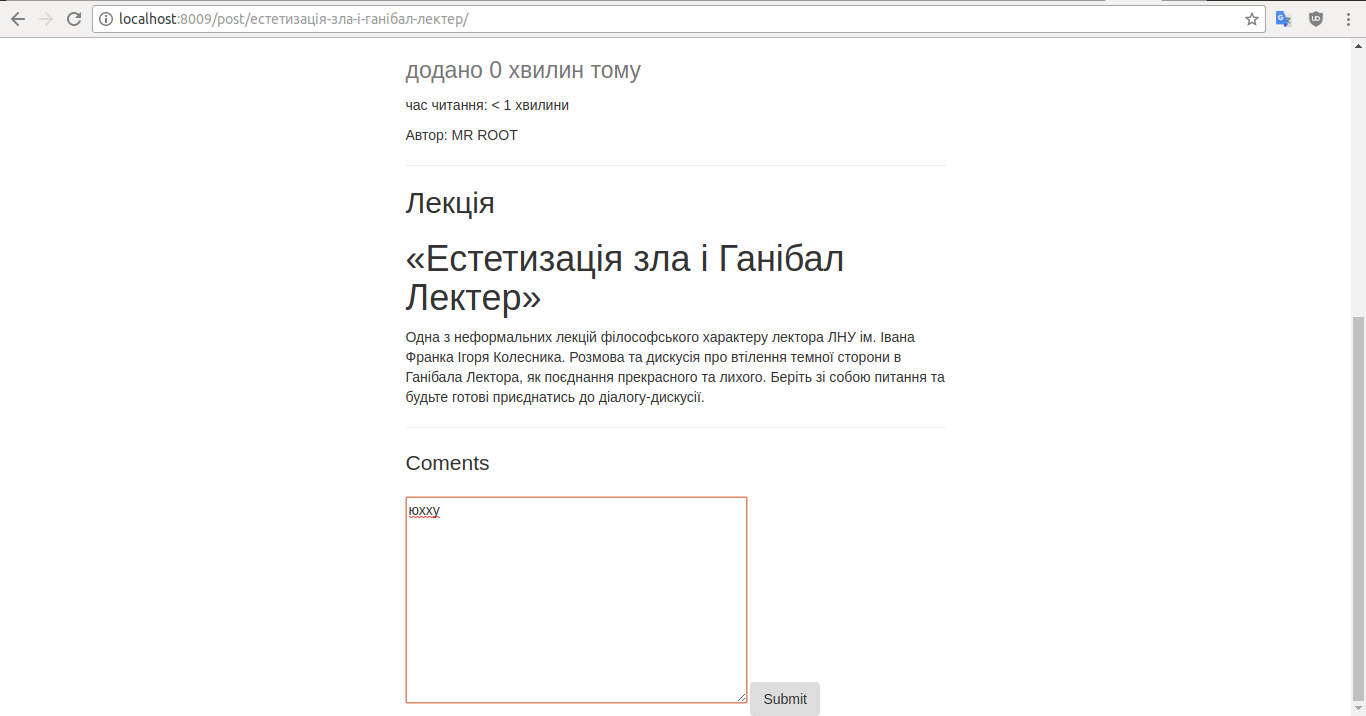 localhost:8009/post/естетизація-зла-і-ганібал-лектер/
додано 0 хвилин тому
час читання: < 1 хвилини
Автор: MR ROOT
Лекція
«Естетизація зла і Ганібал
Лектер»
Одна з неформальних лекцій філософського характеру лектора ЛНУ ім. Івана
Франка Ігоря Колесника. Розмова та дискусія про втілення темної сторони в
Ганібала Лектора, як поєднання прекрасного та лихого. Беріть зі собою питання та
будьте готові приєднатись до діалогу-дискусії.
Coments
юхху
Submit